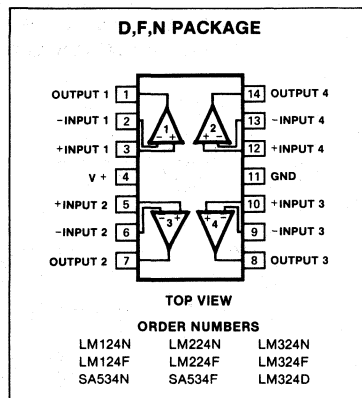 D,F,N PACKAGE
OUTPUT 1 1 14 OUTPUT 4
−INPUT 1 2 13 −INPUT 4
1 2
− + − +
+INPUT 1 3 12 +INPUT 4
V + 4 11 GND
+INPUT 2 5 10 +INPUT 3
− + − +
3 4
−INPUT 2 6 9 −INPUT 3
OUTPUT 2 7 8 OUTPUT 3
TOP VIEW
ORDER NUMBERS
LM124N LM224N LM324N
LM124F LM224F LM324F
SA534N SA534F LM324D